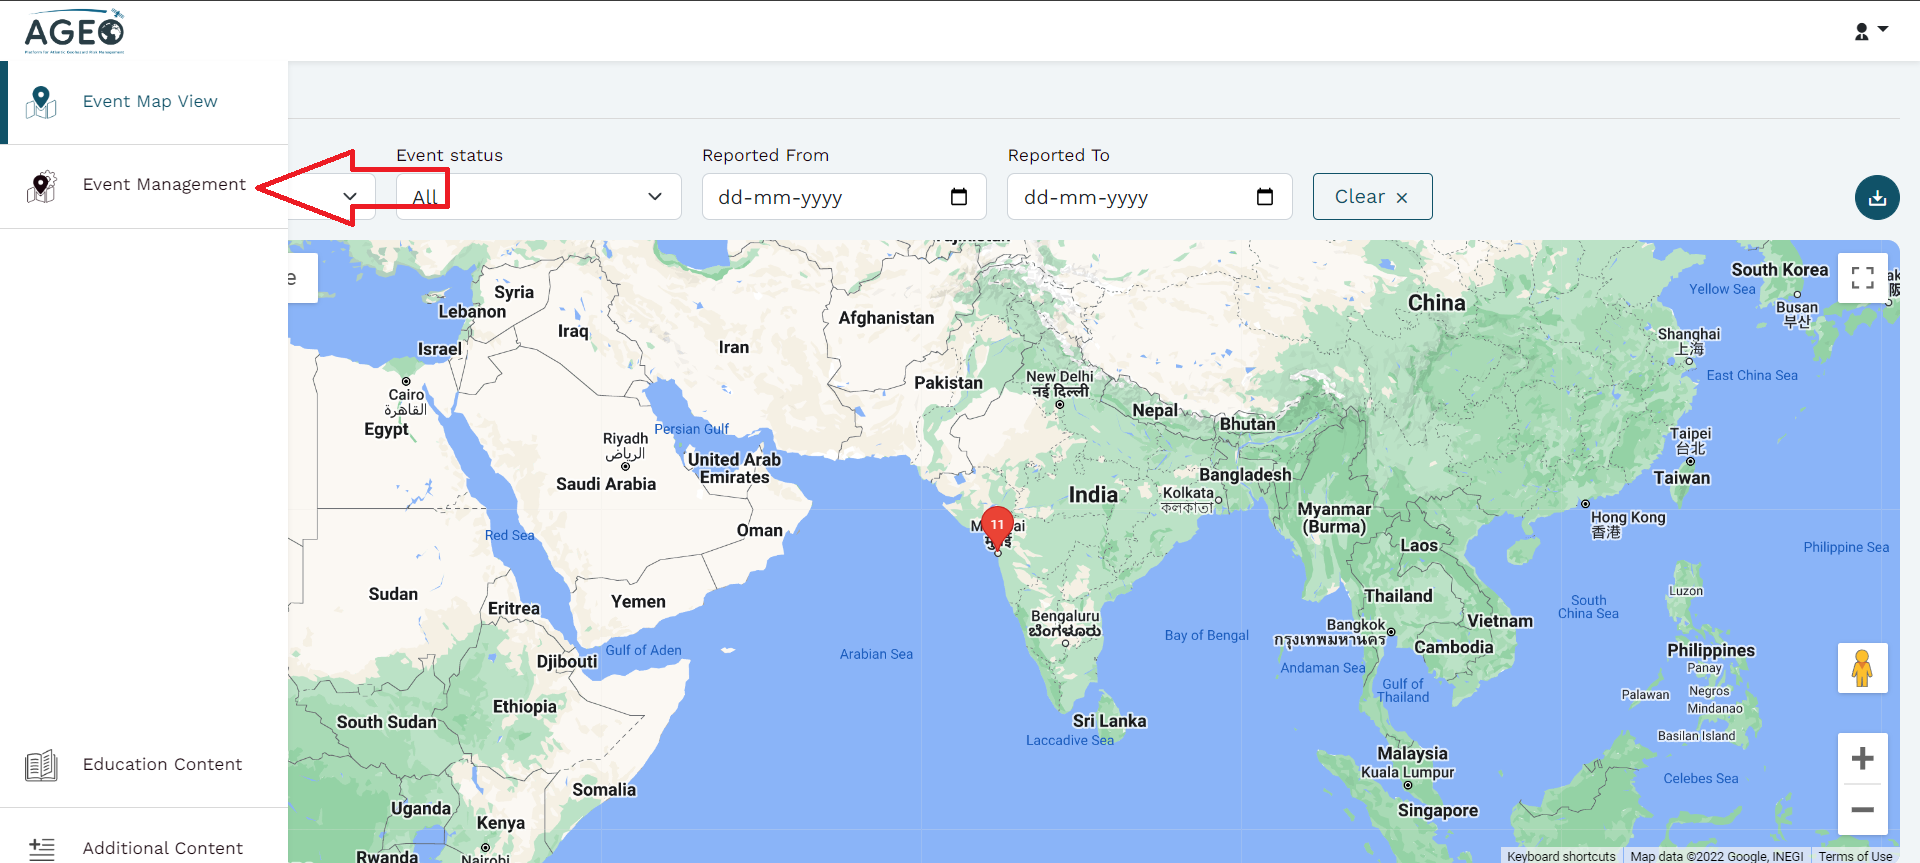 AGEO
Platform for Atlantic Geohazard Risk Management
Event Map View
Event Management
Education Content
Additional Content
Event status
All
Reported From
dd-mm-yyyy
Reported To
dd-mm-yyyy
Clear ×
e
Syria
Lebanon
Iraq
Israel
Iran
Afghanistan
Pakistan
Cairo
القاهرة
Egypt
Riyadh
الرياض
Saudi Arabia
Persian Gulf
United Arab
Emirates
Oman
Red Sea
Sudan
Eritrea
Yemen
Djibouti
Gulf of Aden
Ethiopia
South Sudan
Somalia
Uganda
Kenya
Nairobi
Rwanda
Arabian Sea
New Delhi
नई दिल्ली
Nepal
Bhutan
Bangladesh
India
Kolkata
কলকাতা
11
Bengaluru
ಬೆಂಗಳೂರು
Sri Lanka
Laccadive Sea
Bay of Bengal
China
Myanmar
(Burma)
Laos
Thailand
Bangkok
กรุงเทพมหานคร
Vietnam
Cambodia
Andaman Sea
Gulf of
Thailand
Malaysia
Kuala Lumpur
Singapore
South Korea
Yellow Sea
Busan
부산
Shanghai
上海
East China Sea
Taipei
台北
Taiwan
Hong Kong
香港
Philippine Sea
South
China Sea
Luzon
Philippines
Panay
Palawan
Negros
Mindanao
Basilan Island
Celebes Sea
Keyboard shortcuts
Map data ©2022 Google, INEGI
Terms of Use